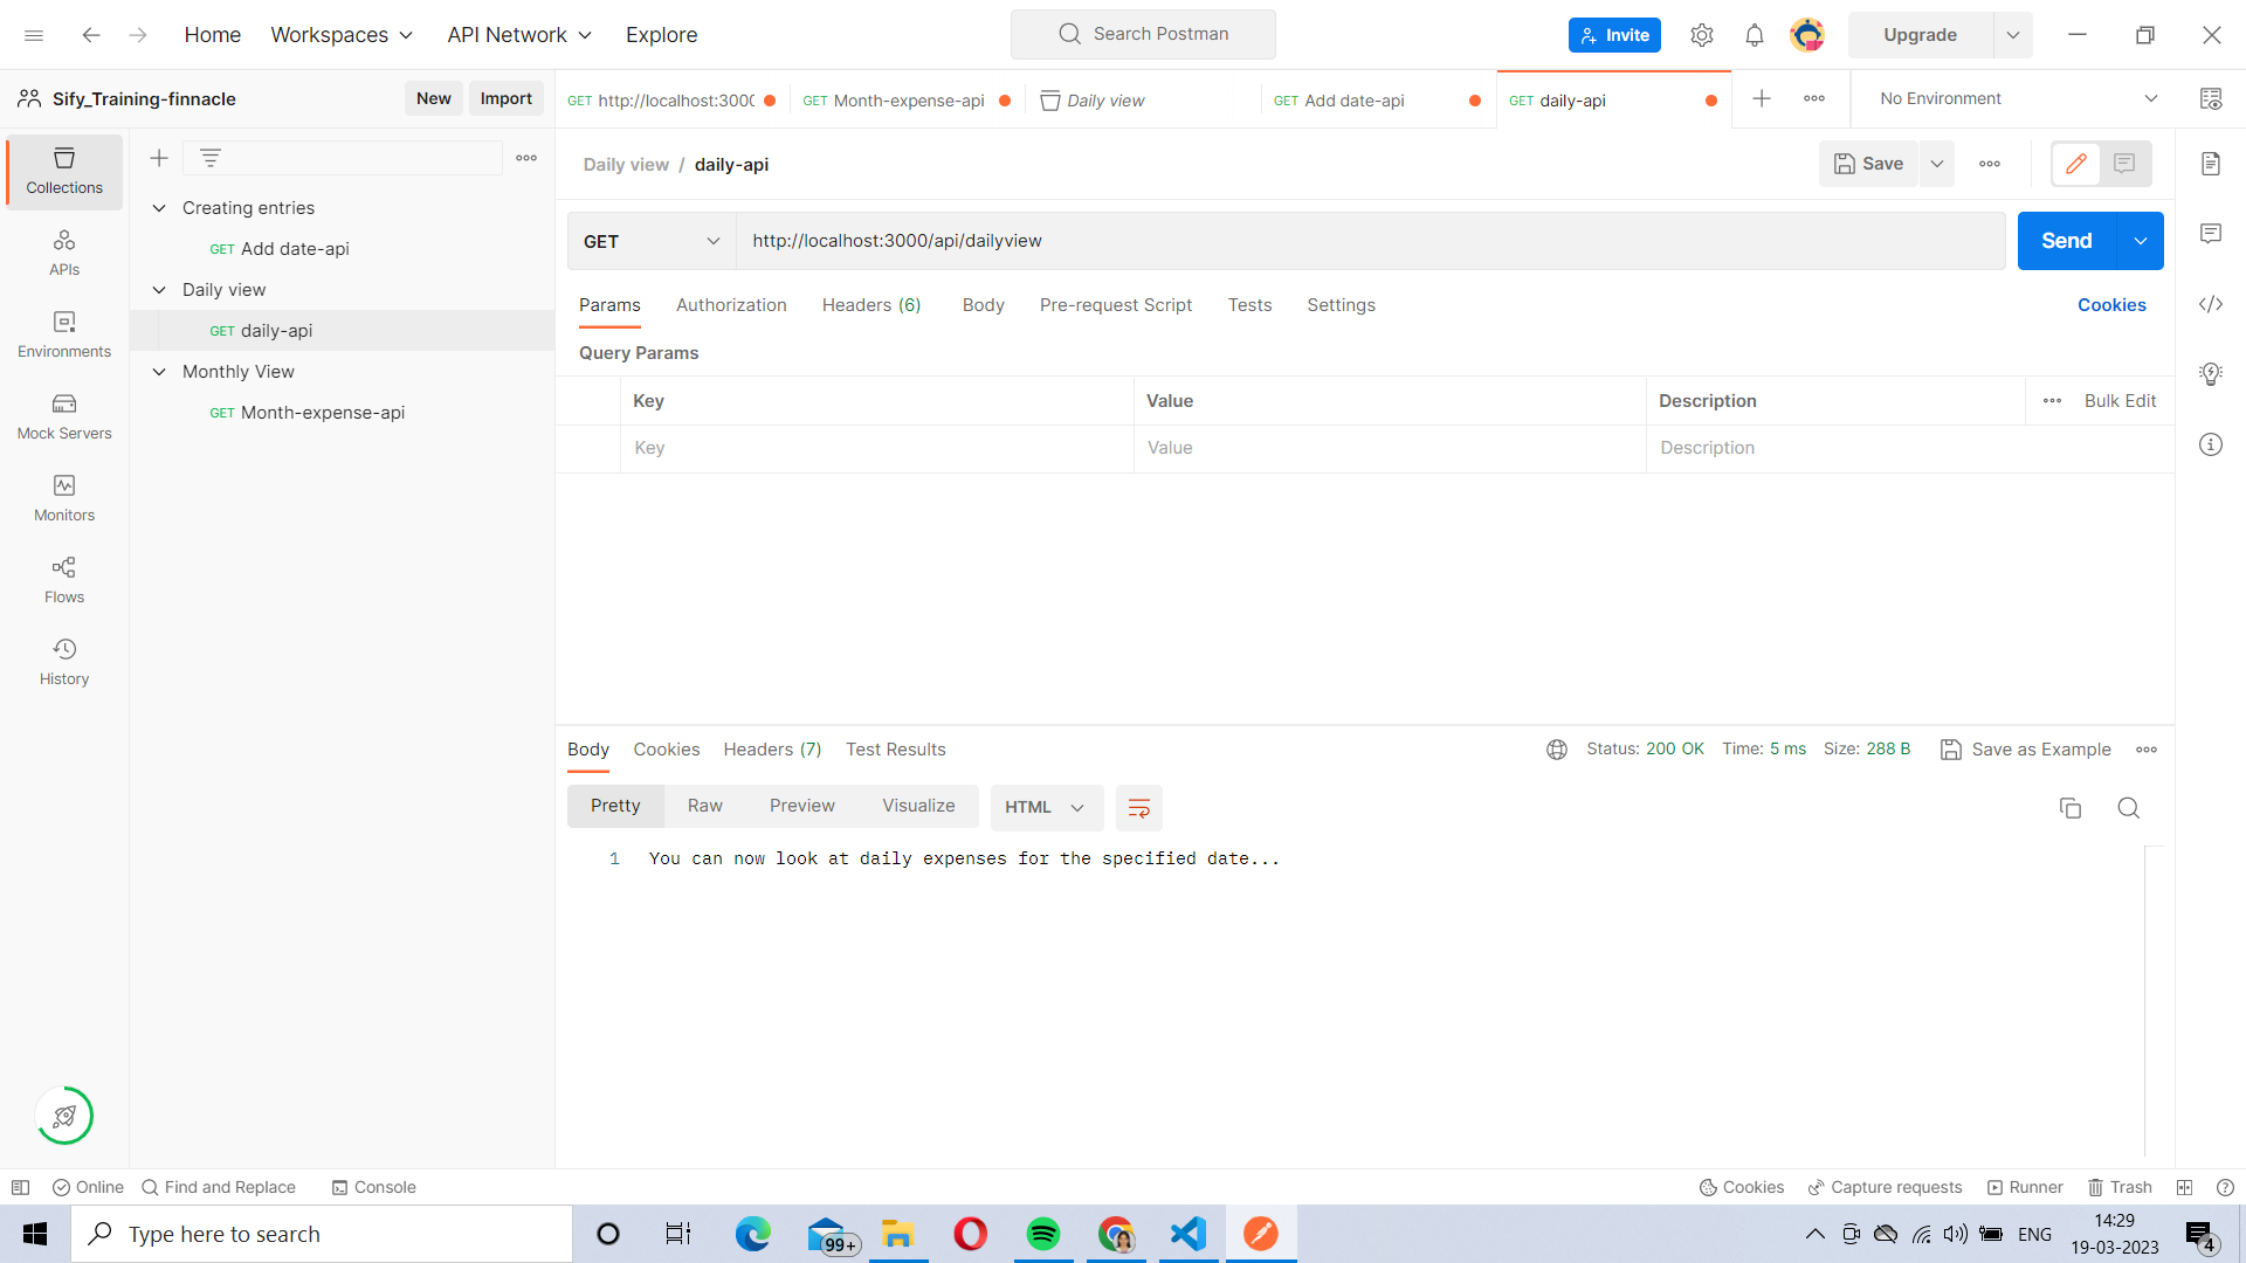 Home Workspaces API Network Explore Search Postman Invite Upgrade
Sify_Training-finnacle New Import GET http://localhost:300( GET Month-expense-api Daily view GET Add date-api GET daily-api No Environment
Collections
APIs
Environments
Mock Servers
Monitors
Flows
History
Creating entries
GET Add date-api
Daily view
GET daily-api
Monthly View
GET Month-expense-api
Daily view / daily-api Save
GET http://localhost:3000/api/dailyview Send
Params Authorization Headers (6) Body Pre-request Script Tests Settings Cookies
Query Params
Key Value Description Bulk Edit
Key Value Description
Body Cookies Headers (7) Test Results Status: 200 OK Time: 5 ms Size: 288 B Save as Example
Pretty Raw Preview Visualize HTML
1 You can now look at daily expenses for the specified date...
Online Find and Replace Console Cookies Capture requests Runner Trash
Type here to search 99+ ENG 14:29
19-03-2023 4